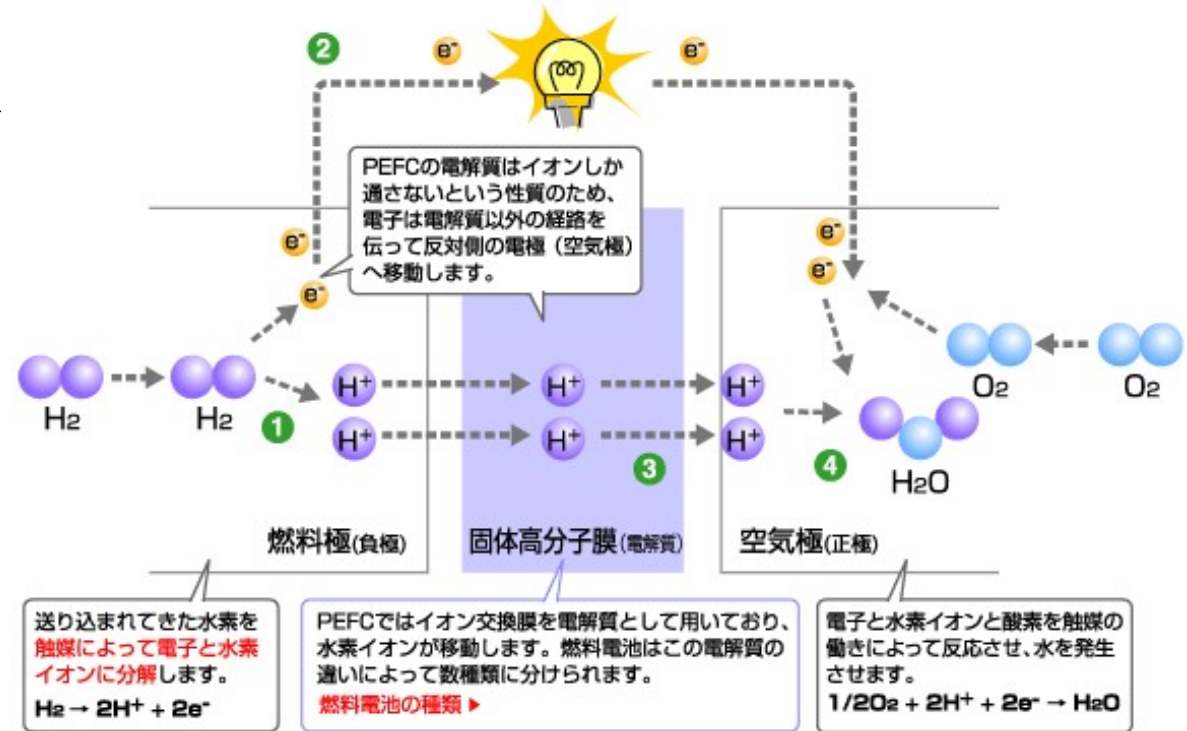 2
e⁻
e⁻
PEFCの電解質はイオンしか
通さないという性質のため、
電子は電解質以外の経路を
伝って反対側の電極（空気極）
へ移動します。
e⁻
e⁻
e⁻
e⁻
H2
H2
1
H⁺
H⁺
H⁺
H⁺
H⁺
H⁺
3
4
O2
O2
H2O
燃料極(負極)
固体高分子膜(電解質)
空気極(正極)
送り込まれてきた水素を
触媒によって電子と水素
イオンに分解します。
H2 → 2H⁺ + 2e⁻
PEFCではイオン交換膜を電解質として用いており、
水素イオンが移動します。燃料電池はこの電解質の
違いによって数種類に分けられます。
燃料電池の種類▶
電子と水素イオンと酸素を触媒の
働きによって反応させ、水を発生
させます。
1/2O2 + 2H⁺ + 2e⁻ → H2O